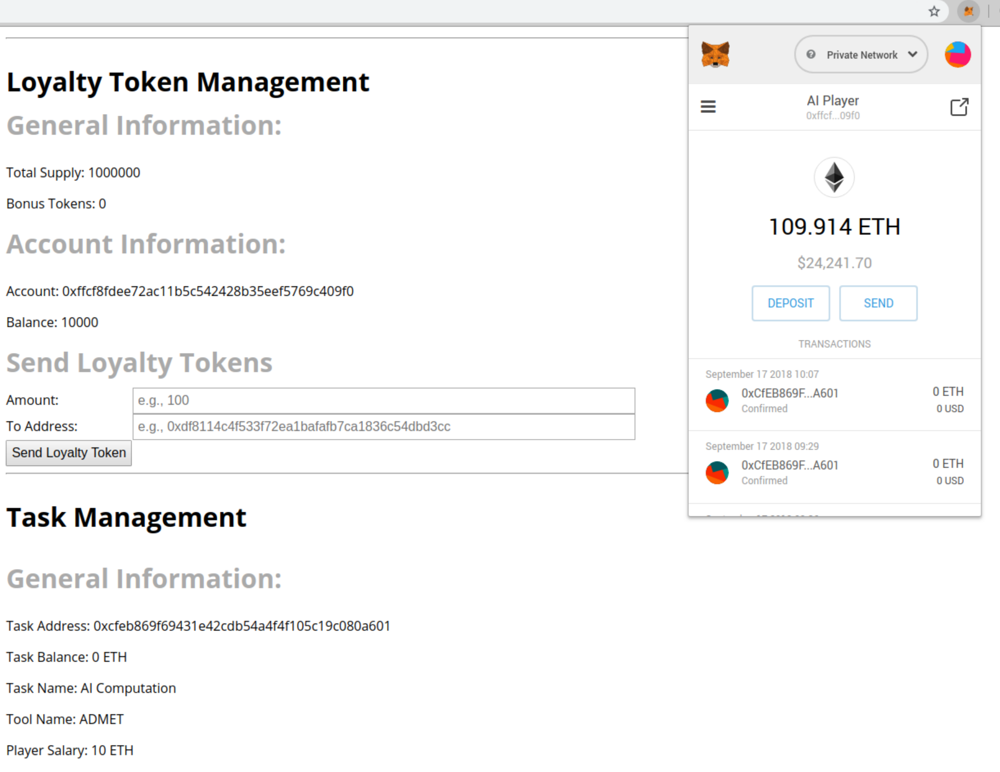 Loyalty Token Management
General Information:
Total Supply: 1000000
Bonus Tokens: 0
Account Information:
Account: 0xffcf8fdee72ac11b5c542428b35eef5769c409f0
Balance: 10000
Send Loyalty Tokens
Amount: e.g., 100
To Address: e.g., 0xdf8114c4f533f72ea1bafafb7ca1836c54dbd3cc
Send Loyalty Token
Task Management
General Information:
Task Address: 0xcfeb869f69431e42cdb54a4f4f105c19c080a601
Task Balance: 0 ETH
Task Name: AI Computation
Tool Name: ADMET
Player Salary: 10 ETH
Private Network
AI Player
0xffcf...09f0
109.914 ETH
$24,241.70
DEPOSIT SEND
TRANSACTIONS
September 17 2018 10:07
0xCfEB869F...A601 0 ETH
Confirmed 0 USD
September 17 2018 09:29
0xCfEB869F...A601 0 ETH
Confirmed 0 USD